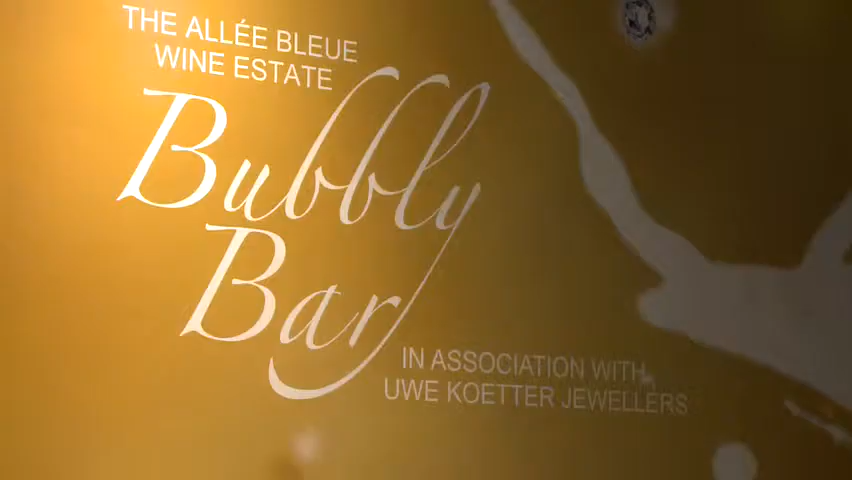 THE ALLÉE BLEUE
WINE ESTATE
Bubbly
Bar
IN ASSOCIATION WITH
UWE KOETTER JEWELLERS